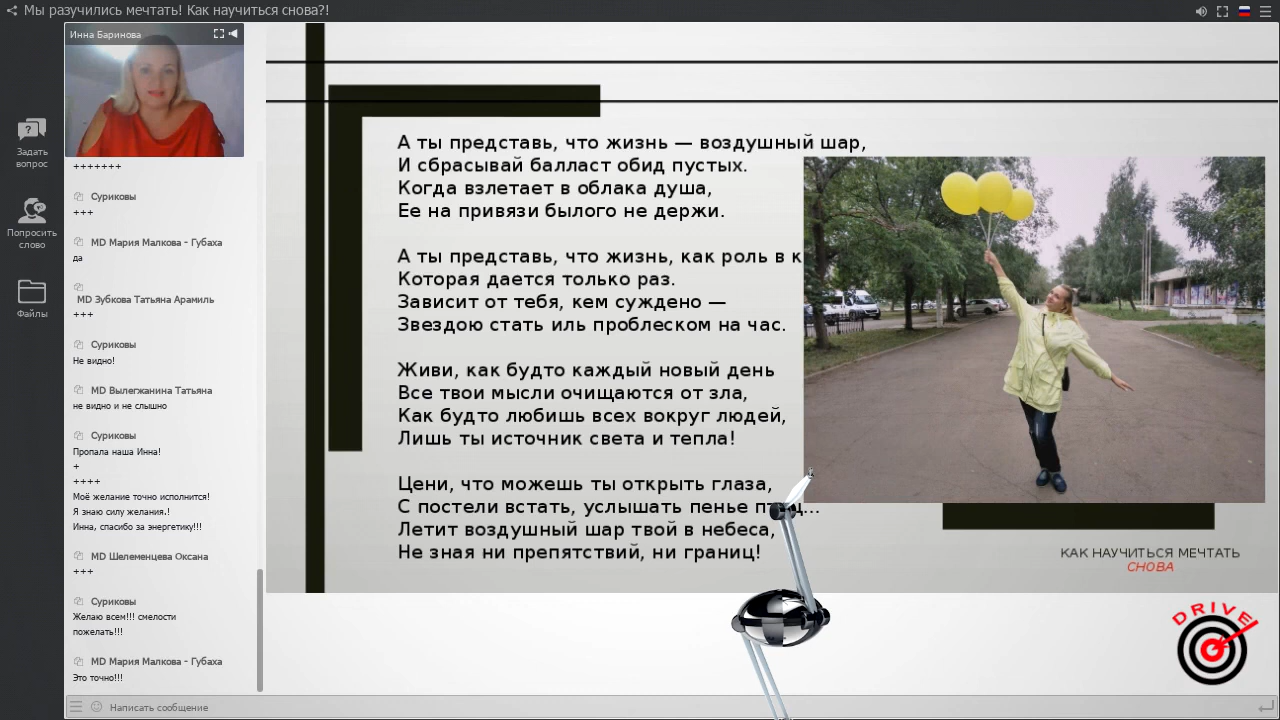 Мы разучились мечтать! Как научиться снова?!
Инна Баринова
Задать
вопрос
Попросить
слово
Файлы
+++++++
Суриковы
+++
MD Мария Малкова - Губаха
да
MD Зубкова Татьяна Арамиль
+++
Суриковы
Не видно!
MD Вылегжанина Татьяна
не видно и не слышно
Суриковы
Пропала наша Инна!
+
++++
Моё желание точно исполнится!
Я знаю силу желания.!
Инна, спасибо за энергетику!!!
MD Шелеменцева Оксана
+++
Суриковы
Желаю всем!!! смелости
пожелать!!!
MD Мария Малкова - Губаха
Это точно!!!
Написать сообщение
А ты представь, что жизнь — воздушный шар,
И сбрасывай балласт обид пустых.
Когда взлетает в облака душа,
Ее на привязи былого не держи.
А ты представь, что жизнь, как роль в к
Которая дается только раз.
Зависит от тебя, кем суждено —
Звездою стать иль проблеском на час.
Живи, как будто каждый новый день
Все твои мысли очищаются от зла,
Как будто любишь всех вокруг людей,
Лишь ты источник света и тепла!
Цени, что можешь ты открыть глаза,
С постели встать, услышать пенье
Летит воздушный шар твой в небеса,
Не зная ни препятствий, ни границ!
КАК НАУЧИТЬСЯ МЕЧТАТЬ
СНОВА
DRIVE